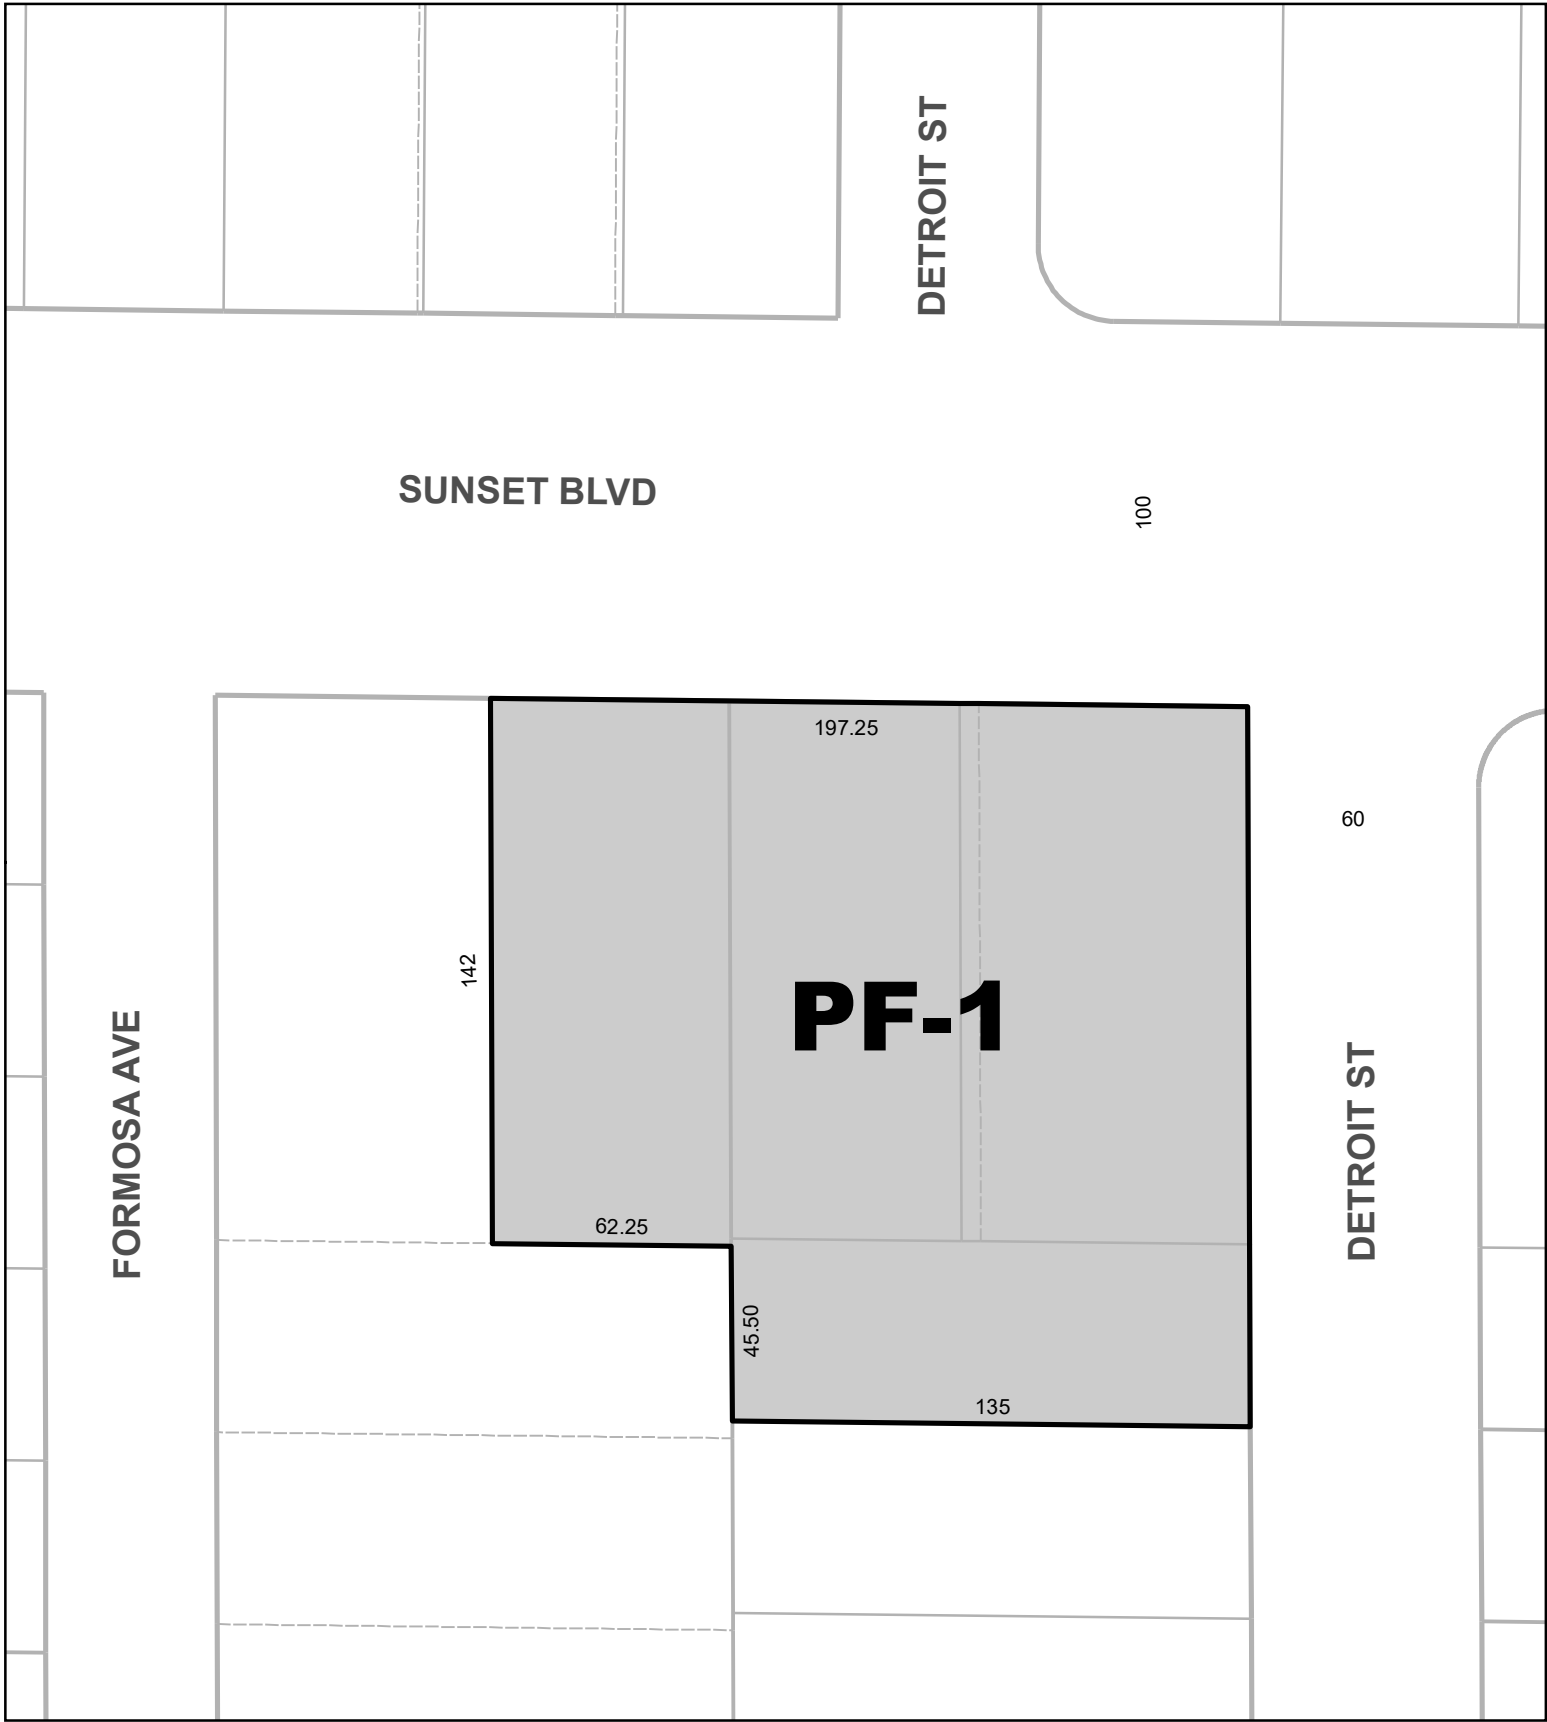 DETROIT ST
SUNSET BLVD
100
197.25
60
142
PF-1
FORMOSA AVE
DETROIT ST
62.25
45.50
135